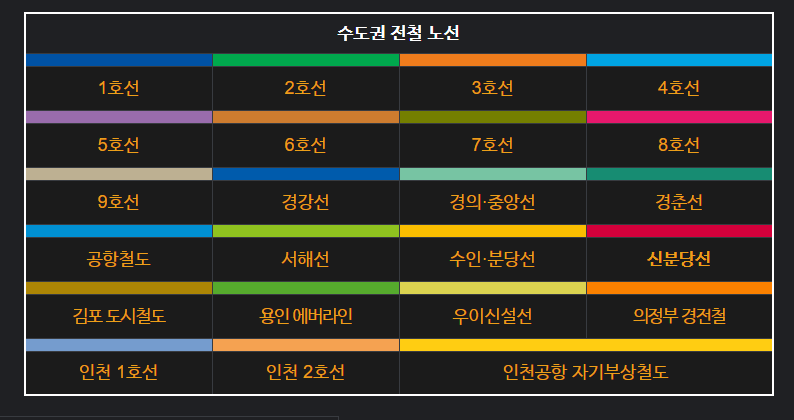 수도권 전철 노선
1호선 2호선 3호선 4호선
5호선 6호선 7호선 8호선
9호선 경강선 경의·중앙선 경춘선
공항철도 서해선 수인·분당선 신분당선
김포 도시철도 용인 에버라인 우이신설선 의정부 경전철
인천 1호선 인천 2호선 인천공항 자기부상철도